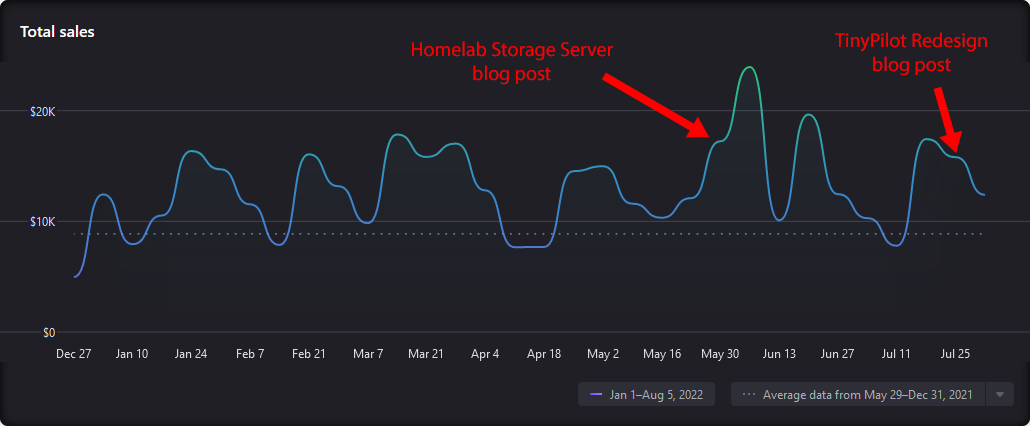 Total sales
Homelab Storage Server
blog post
TinyPilot Redesign
blog post
$20K
$10K
$0
Dec 27 Jan 10 Jan 24 Feb 7 Feb 21 Mar 7 Mar 21 Apr 4 Apr 18 May 2 May 16 May 30 Jun 13 Jun 27 Jul 11 Jul 25
Jan 1–Aug 5, 2022 Average data from May 29–Dec 31, 2021